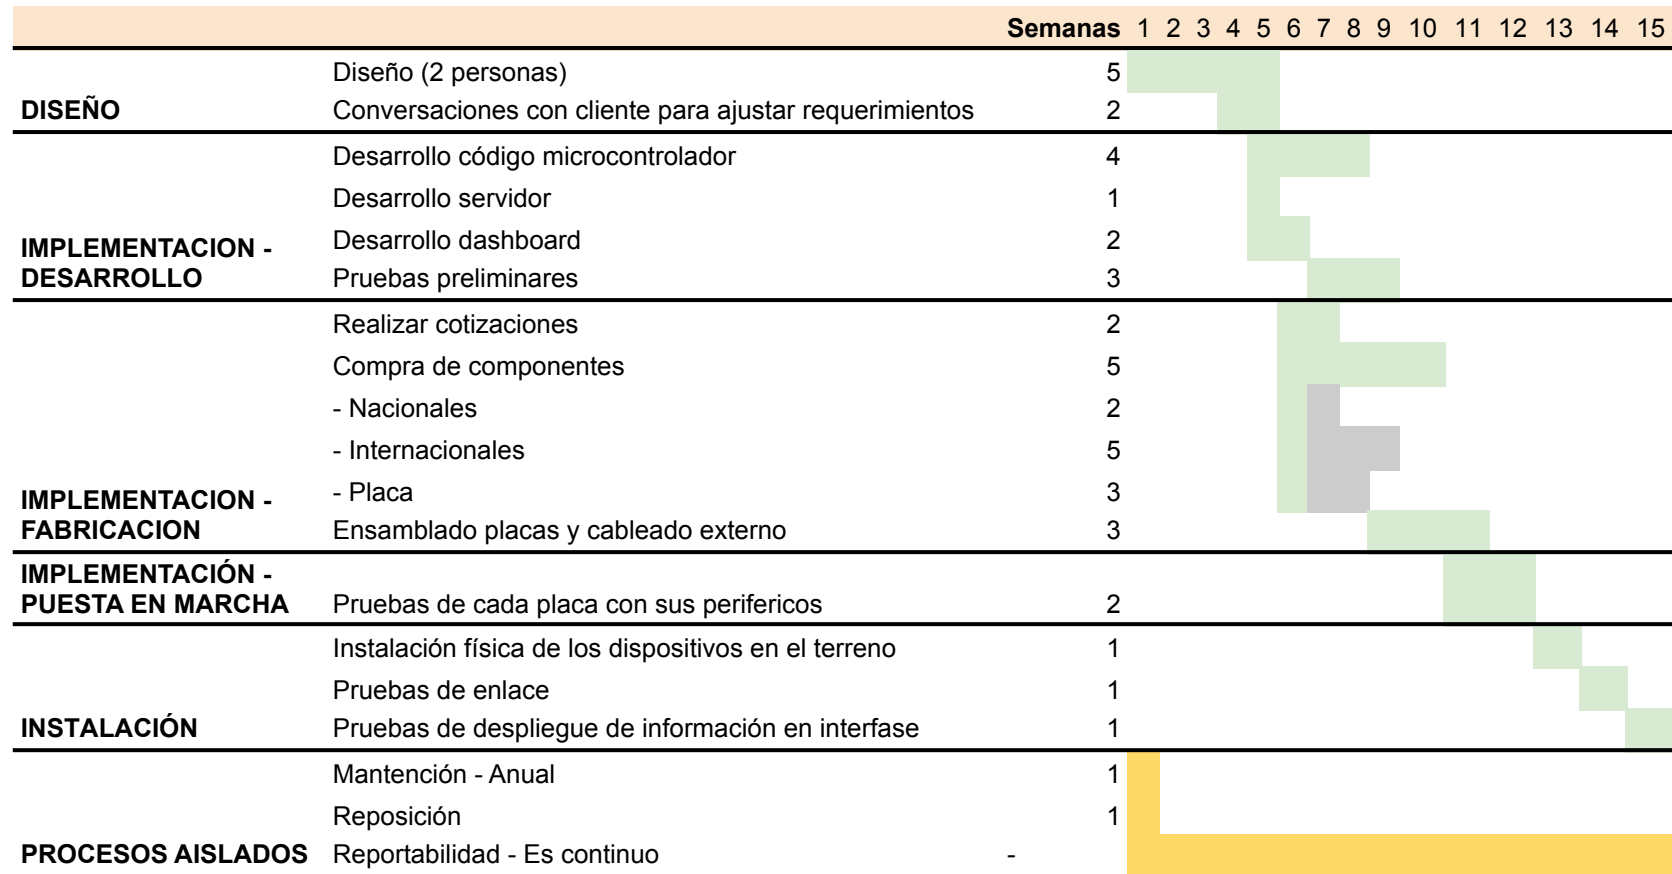 Semanas 1 2 3 4 5 6 7 8 9 10 11 12 13 14 15
Diseño (2 personas) 5
DISEÑO Conversaciones con cliente para ajustar requerimientos 2
Desarrollo código microcontrolador 4
Desarrollo servidor 1
IMPLEMENTACION -
Desarrollo dashboard 2
DESARROLLO Pruebas preliminares 3
Realizar cotizaciones 2
Compra de componentes 5
- Nacionales 2
- Internacionales 5
IMPLEMENTACION -
- Placa 3
FABRICACION Ensamblado placas y cableado externo 3
IMPLEMENTACIÓN -
PUESTA EN MARCHA Pruebas de cada placa con sus perifericos 2
Instalación física de los dispositivos en el terreno 1
Pruebas de enlace 1
INSTALACIÓN Pruebas de despliegue de información en interfase 1
Mantención - Anual 1
Reposición 1
PROCESOS AISLADOS Reportabilidad - Es continuo -